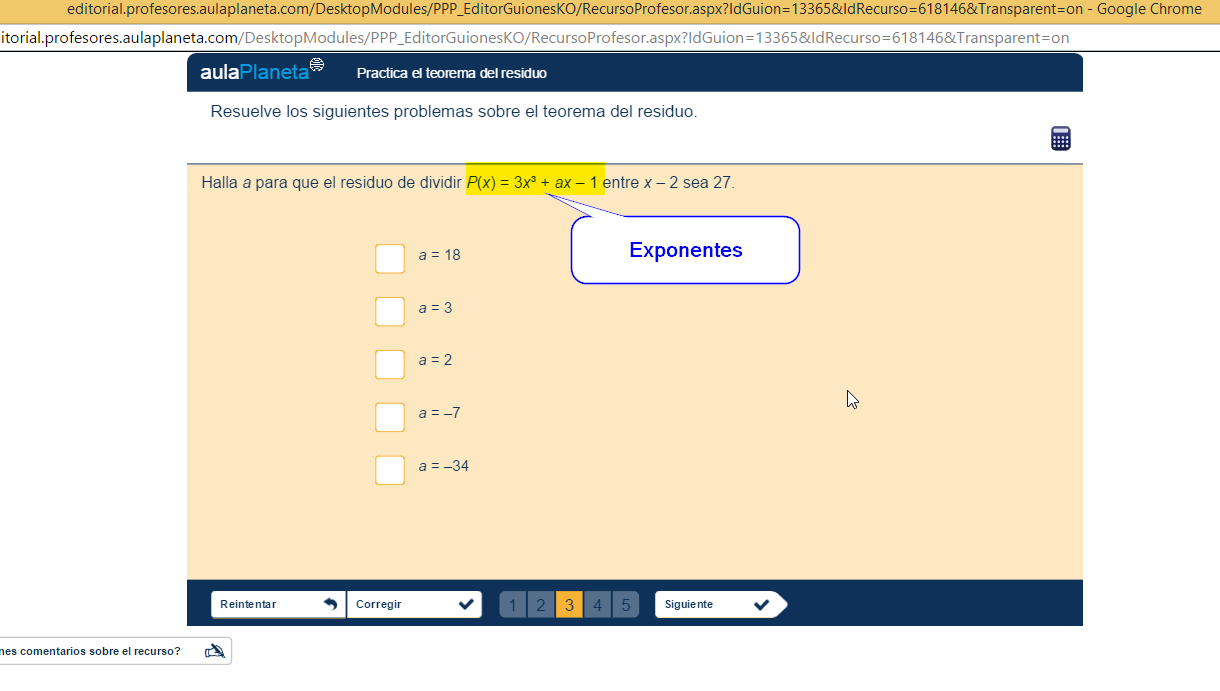 editorial.profesores.aulaplaneta.com/DesktopModules/PPP_EditorGuionesKO/RecursoProfesor.aspx?IdGuion=13365&IdRecurso=618146&Transparent=on - Google Chrome
itorial.profesores.aulaplaneta.com/DesktopModules/PPP_EditorGuionesKO/RecursoProfesor.aspx?IdGuion=13365&IdRecurso=618146&Transparent=on
aulaPlaneta Practica el teorema del residuo
Resuelve los siguientes problemas sobre el teorema del residuo.
Halla a para que el residuo de dividir P(x) = 3x³ + ax – 1 entre x – 2 sea 27.
Exponentes
a = 18
a = 3
a = 2
a = –7
a = –34
Reintentar Corregir 1 2 3 4 5 Siguiente
nes comentarios sobre el recurso?